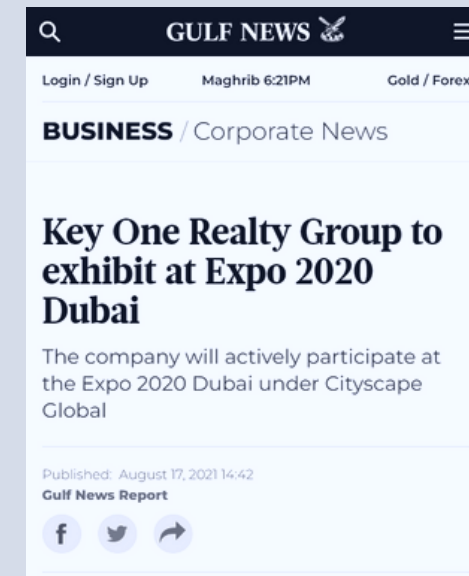 GULF NEWS
Login / Sign Up Maghrib 6:21PM Gold / Forex
BUSINESS / Corporate News
Key One Realty Group to
exhibit at Expo 2020
Dubai
The company will actively participate at
the Expo 2020 Dubai under Cityscape
Global
Published: August 17, 2021 14:42
Gulf News Report